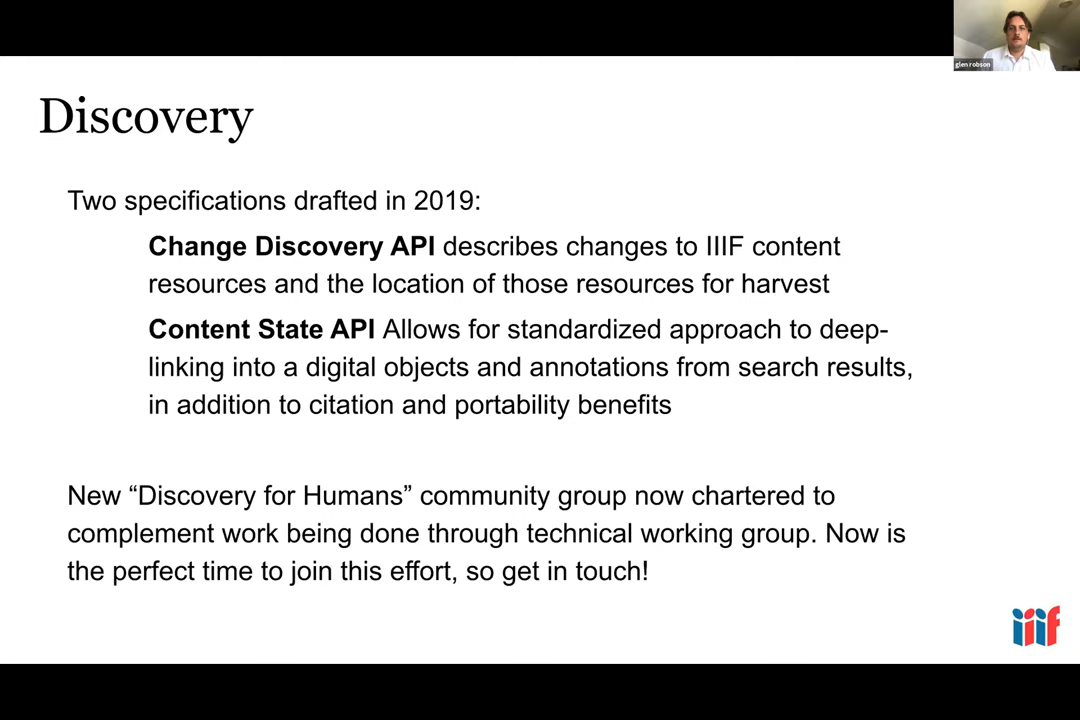 glen robson
Discovery
Two specifications drafted in 2019:
Change Discovery API describes changes to IIIF content
resources and the location of those resources for harvest
Content State API Allows for standardized approach to deep-
linking into a digital objects and annotations from search results,
in addition to citation and portability benefits
New “Discovery for Humans” community group now chartered to
complement work being done through technical working group. Now is
the perfect time to join this effort, so get in touch!
iiif